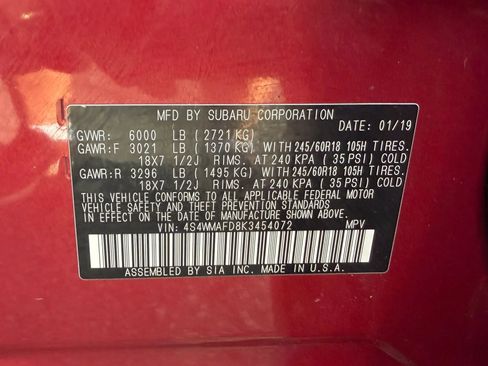 MFD BY SUBARU CORPORATION
GVWR: 6000 LB ( 2721 KG) DATE: 01/19
GAWR:F 3021 LB ( 1370 KG) WITH 245/60R18 105H TIRES.
18X7 1/2J RIMS. AT 240 KPA ( 35 PSI) COLD
GAWR:R 3296 LB ( 1495 KG) WITH 245/60R18 105H TIRES.
18X7 1/2J RIMS. AT 240 KPA ( 35 PSI) COLD
THIS VEHICLE CONFORMS TO ALL APPLICABLE FEDERAL MOTOR
VEHICLE SAFETY STANDARDS IN EFFECT ON THE DATE OF
MANUFACTURE SHOWN ABOVE.
VIN: 4S4WMAFD8K3454072 MPV
ASSEMBLED BY SIA INC. MADE IN U.S.A.